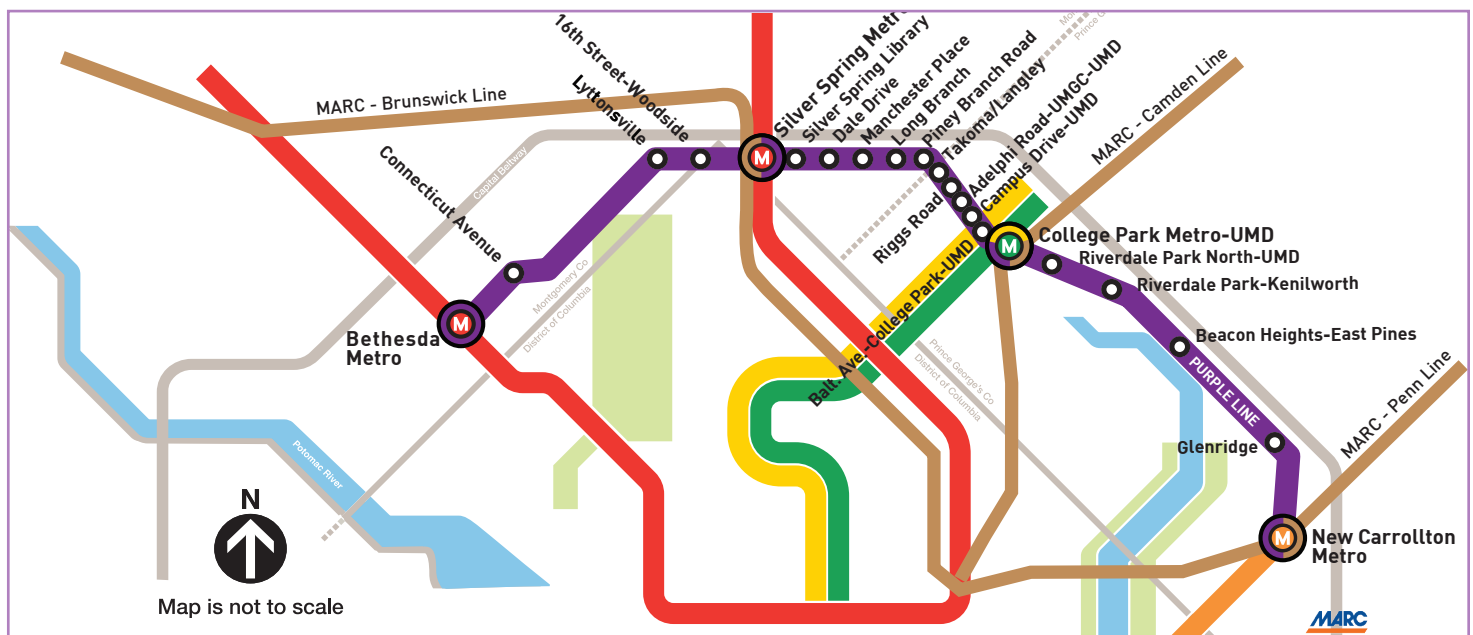 16th Street-Woodside
Silver Spring Metro
Silver Spring Library
Dale Drive
Manchester Place
Long Branch
Piney Branch Road
Takoma/Langley
Riggs Road
Adelphi Road-UMGC-UMD
Campus Drive-UMD
MARC - Camden Line
MARC - Brunswick Line
Lyttonsville
Connecticut Avenue
Capital Beltway
M
M
College Park Metro-UMD
Riverdale Park North-UMD
Riverdale Park-Kenilworth
Balt. Ave.-College Park-UMD
Montgomery Co
District of Columbia
M
Bethesda
Metro
Prince George's Co
District of Columbia
Beacon Heights-East Pines
PURPLE LINE
MARC - Penn Line
Glenridge
Potomac River
N
M
New Carrollton
Metro
Map is not to scale
MARC